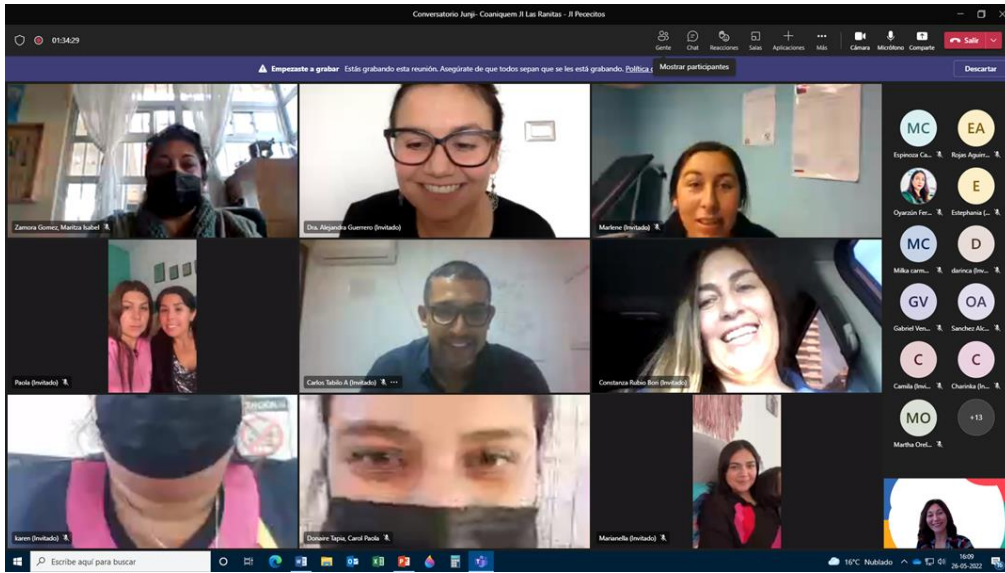 Conversatorio Junji- Coaniquem JI Las Ranitas - JI Pececitos
01:34:29
Gente
Chat
Reacciones
Salas
Aplicaciones
Más
Cámara
Micrófono
Comparte
Salir
Empezaste a grabar Estás grabando esta reunión. Asegúrate de que todos sepan que se les está grabando. Política
Mostrar participantes
Descartar
Zamora Gomez, Maritza Isabel
Dra. Alejandra Guerrero (Invitado)
Marlene (Invitado)
Paola (Invitado)
Carlos Tabilo A (Invitado)
Constanza Rubio Bon (Invitado)
karen (Invitado)
Donaire Tapia, Carol Paola
Marianella (Invitado)
MC
EA
Espinoza Ca...
Rojas Aguirr...
E
Oyarzún Fer...
Estephania (...
MC
D
Milka carm...
darinca (Inv...
GV
OA
Gabriel Ven...
Sanchez Alc...
C
C
Camila (Invi...
Charinka (In...
MO
+13
Martha Orel...
Escribe aquí para buscar
16°C Nublado
16:09
26-05-2022